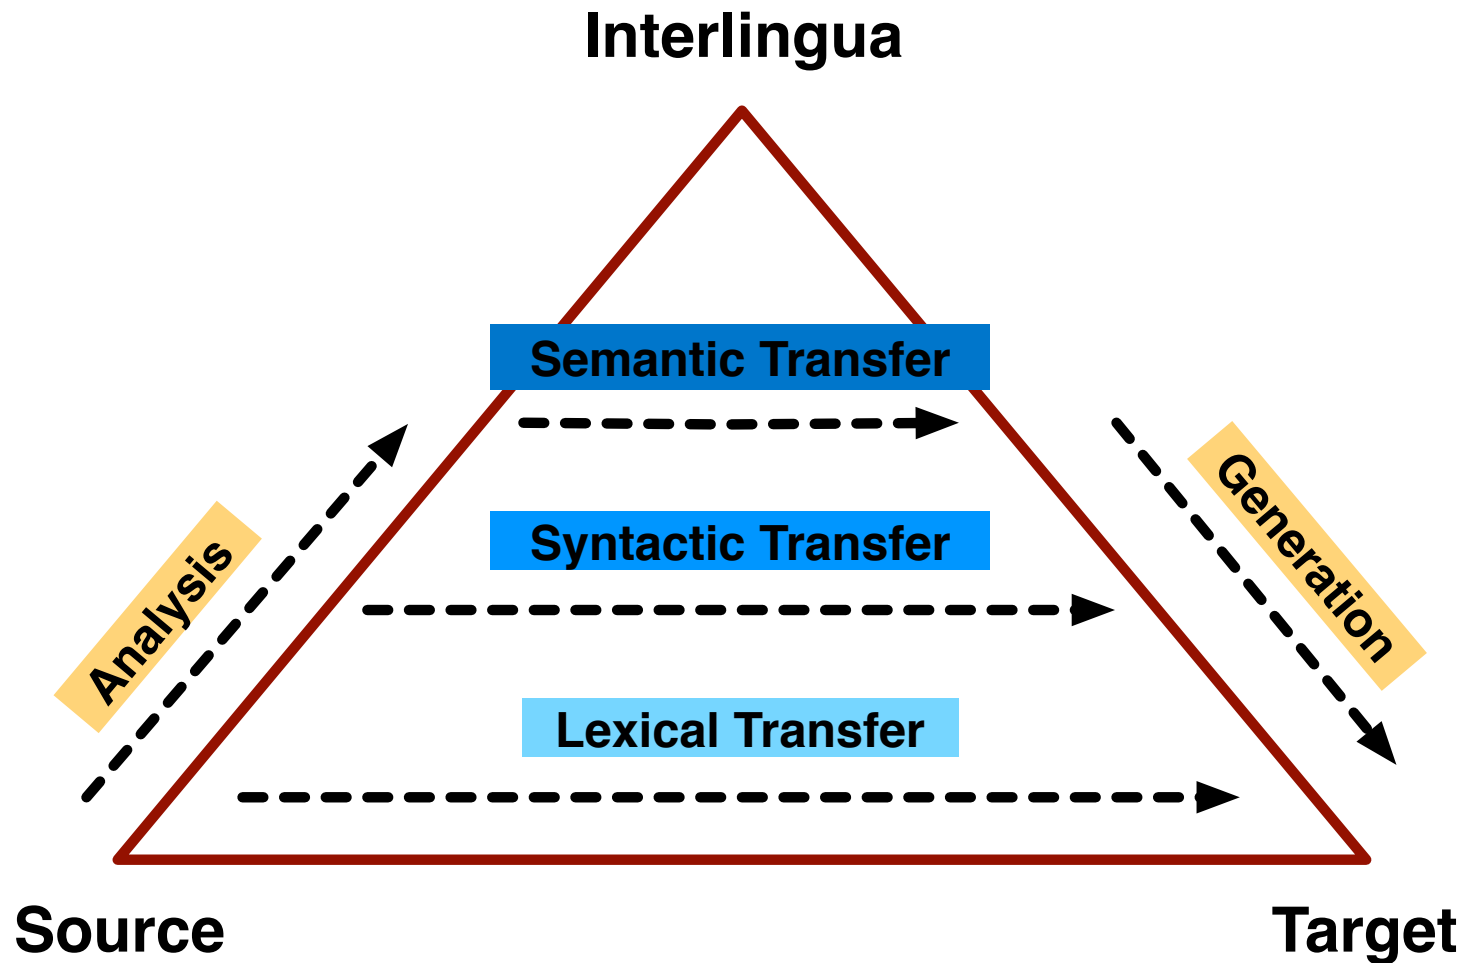 Interlingua
Semantic Transfer
Analysis
Syntactic Transfer
Generation
Lexical Transfer
Source
Target